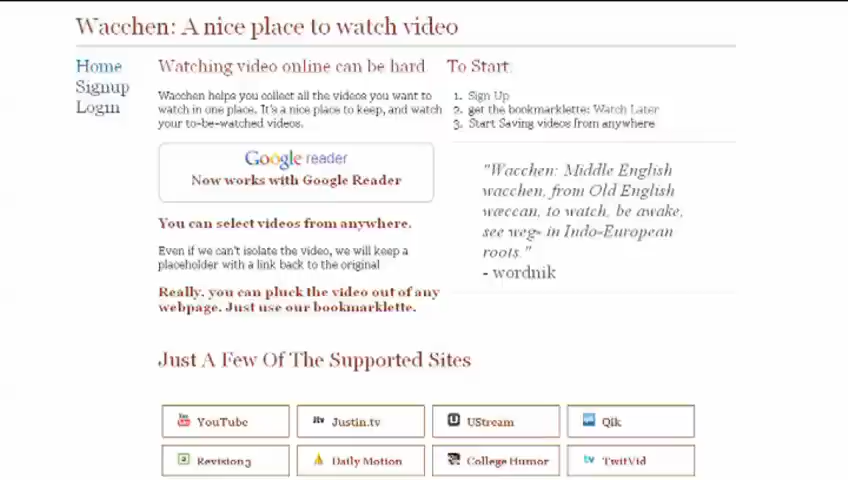 Wacchen: A nice place to watch video
Home
Signup
Login
Watching video online can be hard
Wacchen helps you collect all the videos you want to
watch in one place. It's a nice place to keep, and watch
your to-be-watched videos.
Google reader
Now works with Google Reader
You can select videos from anywhere.
Even if we can't isolate the video, we will keep a
placeholder with a link back to the original
Really, you can pluck the video out of any
webpage. Just use our bookmarklette.
To Start
1. Sign Up
2. get the bookmarklette: Watch Later
3. Start Saving videos from anywhere
"Wacchen: Middle English
wacchen, from Old English
wæccan, to watch, be awake,
see weg- in Indo-European
roots."
- wordnik
Just A Few Of The Supported Sites
YouTube
Justin.tv
UStream
Qik
Revision3
Daily Motion
College Humor
TwitVid